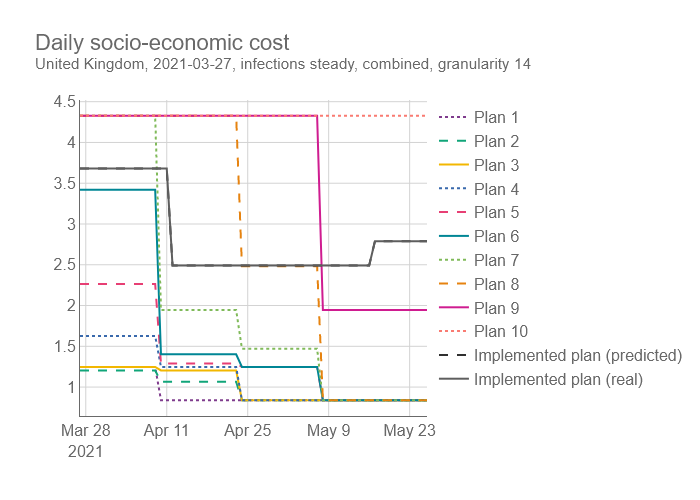 Daily socio-economic cost
United Kingdom, 2021-03-27, infections steady, combined, granularity 14
4.5
4
3.5
3
2.5
2
1.5
1
Mar 28
2021
Apr 11
Apr 25
May 9
May 23
Plan 1
Plan 2
Plan 3
Plan 4
Plan 5
Plan 6
Plan 7
Plan 8
Plan 9
Plan 10
Implemented plan (predicted)
Implemented plan (real)